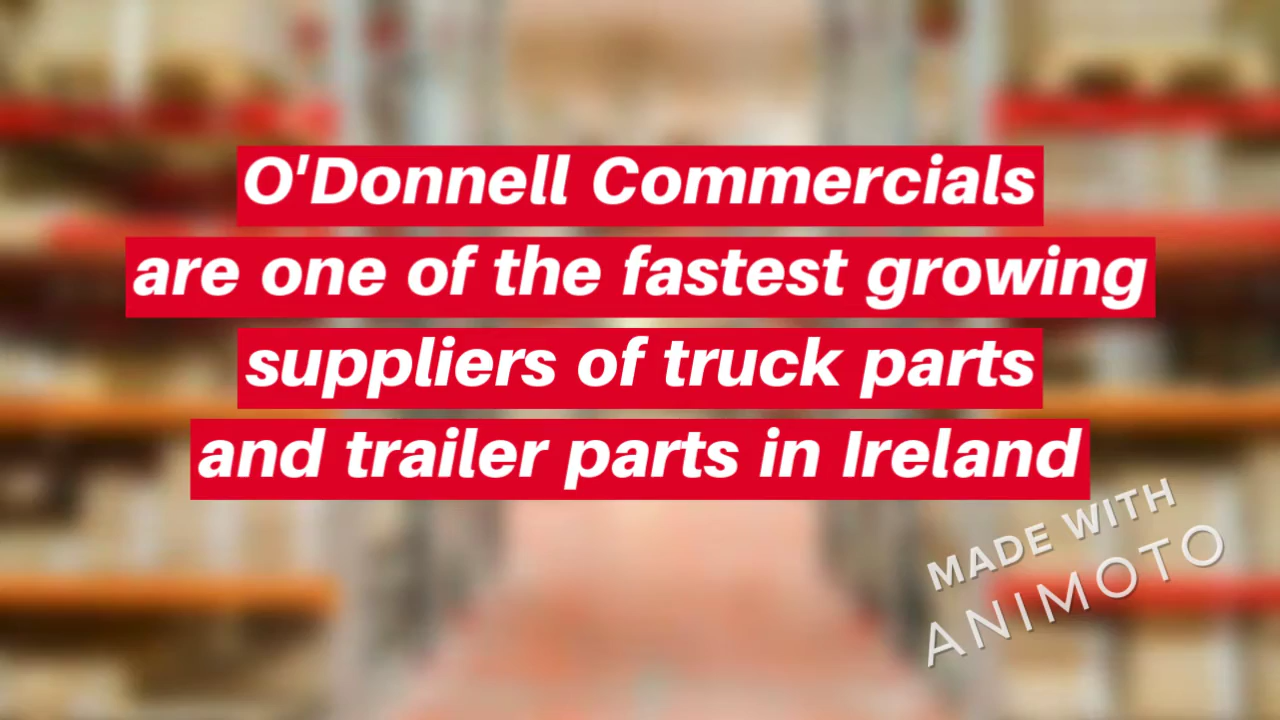 O'Donnell Commercials
are one of the fastest growing
suppliers of truck parts
and trailer parts in Ireland
MADE WITH
ANIMOTO